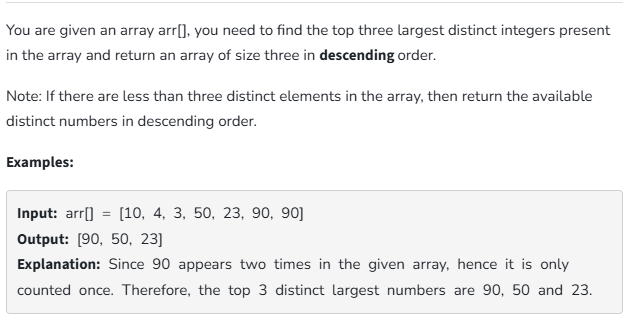 You are given an array arr[], you need to find the top three largest distinct integers present
in the array and return an array of size three in descending order.
Note: If there are less than three distinct elements in the array, then return the available
distinct numbers in descending order.
Examples:
Input: arr[] = [10, 4, 3, 50, 23, 90, 90]
Output: [90, 50, 23]
Explanation: Since 90 appears two times in the given array, hence it is only
counted once. Therefore, the top 3 distinct largest numbers are 90, 50 and 23.